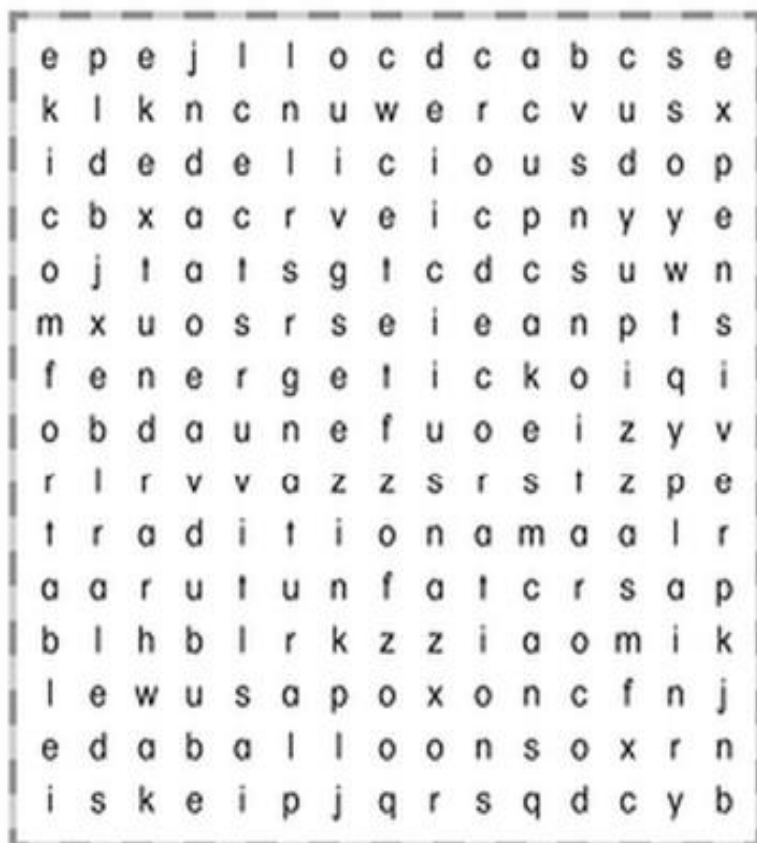 e p e j l l o c d c a b c s e
k l k n c n u w e r c v u s x
i d e d e l i c i o u s d o p
c b x a c r v e i c p n y y e
o j t a t s g t c d c s u w n
m x u o s r s e i e a n p t s
f e n e r g e t i c k o i q i
o b d a u n e f u o e i z y v
r l r v v a z z s r s t z p e
t r a d i t i o n a m a a l r
a a r u t u n f a t c r s a p
b l h b l r k z z i a o m i k
l e w u s a p o x o n c f n j
e d a b a l l o o n s o x r n
i s k e i p j q r s q d c y b